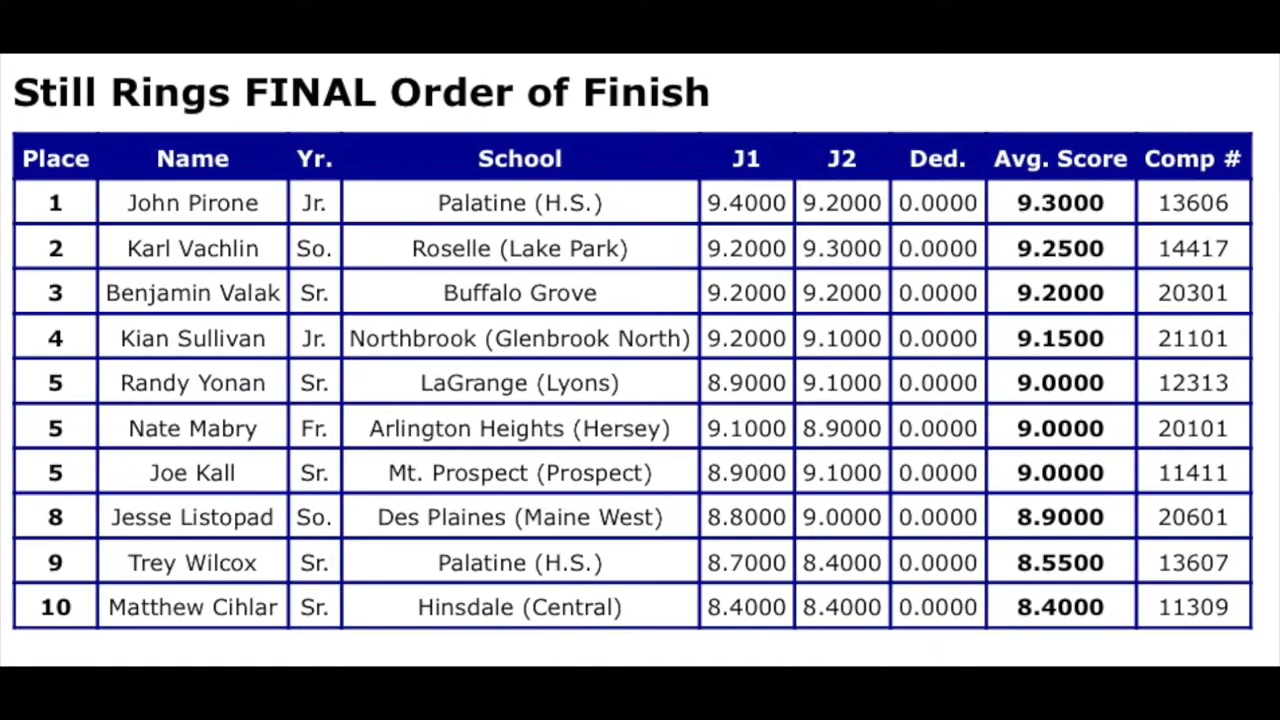 Still Rings FINAL Order of Finish
Place Name Yr. School J1 J2 Ded. Avg. Score Comp #
1 John Pirone Jr. Palatine (H.S.) 9.4000 9.2000 0.0000 9.3000 13606
2 Karl Vachlin So. Roselle (Lake Park) 9.2000 9.3000 0.0000 9.2500 14417
3 Benjamin Valak Sr. Buffalo Grove 9.2000 9.2000 0.0000 9.2000 20301
4 Kian Sullivan Jr. Northbrook (Glenbrook North) 9.2000 9.1000 0.0000 9.1500 21101
5 Randy Yonan Sr. LaGrange (Lyons) 8.9000 9.1000 0.0000 9.0000 12313
5 Nate Mabry Fr. Arlington Heights (Hersey) 9.1000 8.9000 0.0000 9.0000 20101
5 Joe Kall Sr. Mt. Prospect (Prospect) 8.9000 9.1000 0.0000 9.0000 11411
8 Jesse Listopad So. Des Plaines (Maine West) 8.8000 9.0000 0.0000 8.9000 20601
9 Trey Wilcox Sr. Palatine (H.S.) 8.7000 8.4000 0.0000 8.5500 13607
10 Matthew Cihlar Sr. Hinsdale (Central) 8.4000 8.4000 0.0000 8.4000 11309